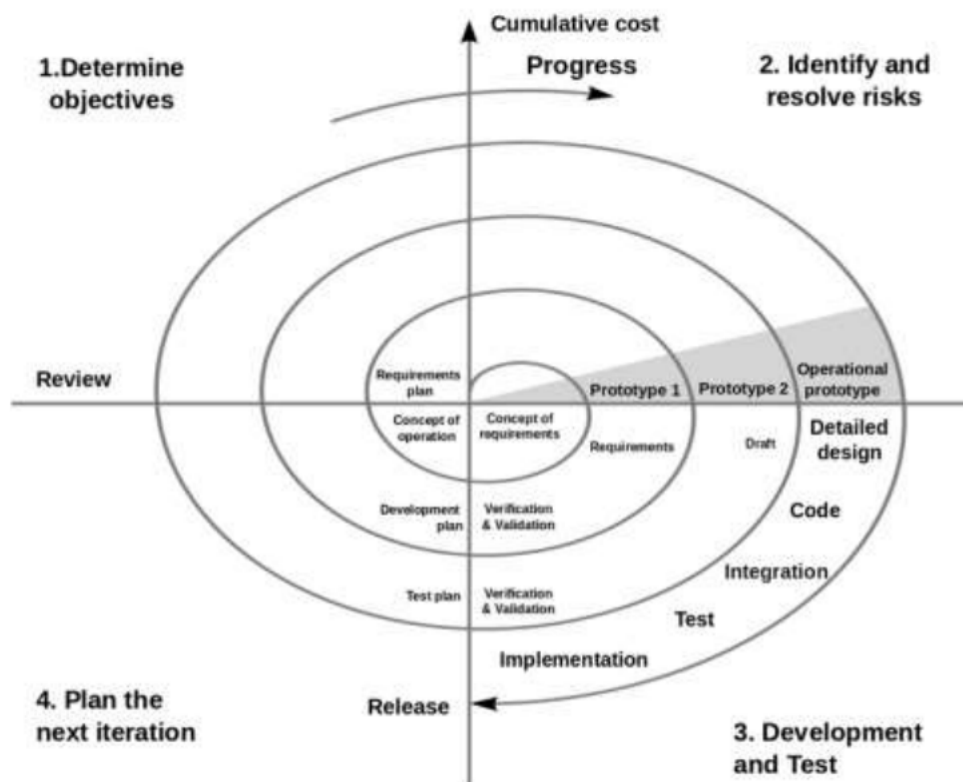 Cumulative cost
1.Determine
objectives
Progress
2. Identify and
resolve risks
Review
Requirements
plan
Prototype 1
Prototype 2
Operational
prototype
Concept of
operation
Concept of
requirements
Requirements
Draft
Detailed
design
Development
plan
Verification
& Validation
Code
Integration
Test plan
Verification
& Validation
Test
Implementation
Release
4. Plan the
next iteration
3. Development
and Test